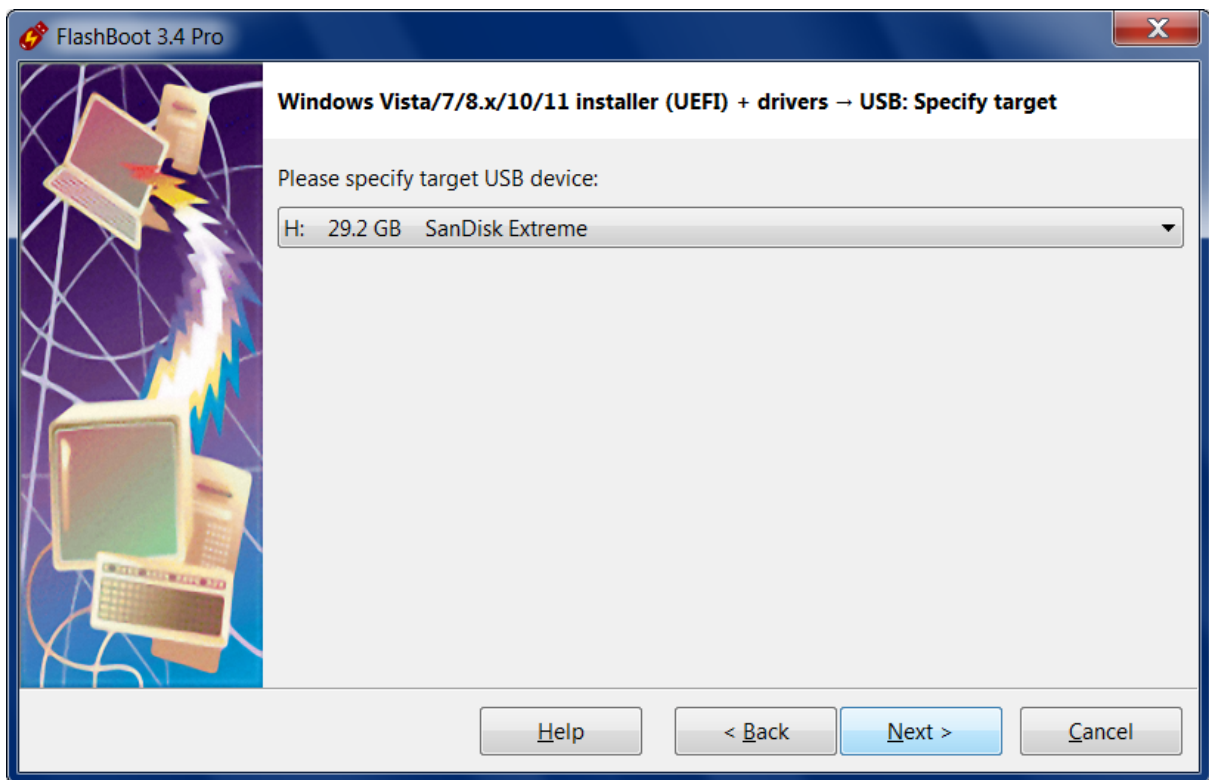 FlashBoot 3.4 Pro
Windows Vista/7/8.x/10/11 installer (UEFI) + drivers → USB: Specify target
Please specify target USB device:
H: 29.2 GB SanDisk Extreme
Help < Back Next > Cancel